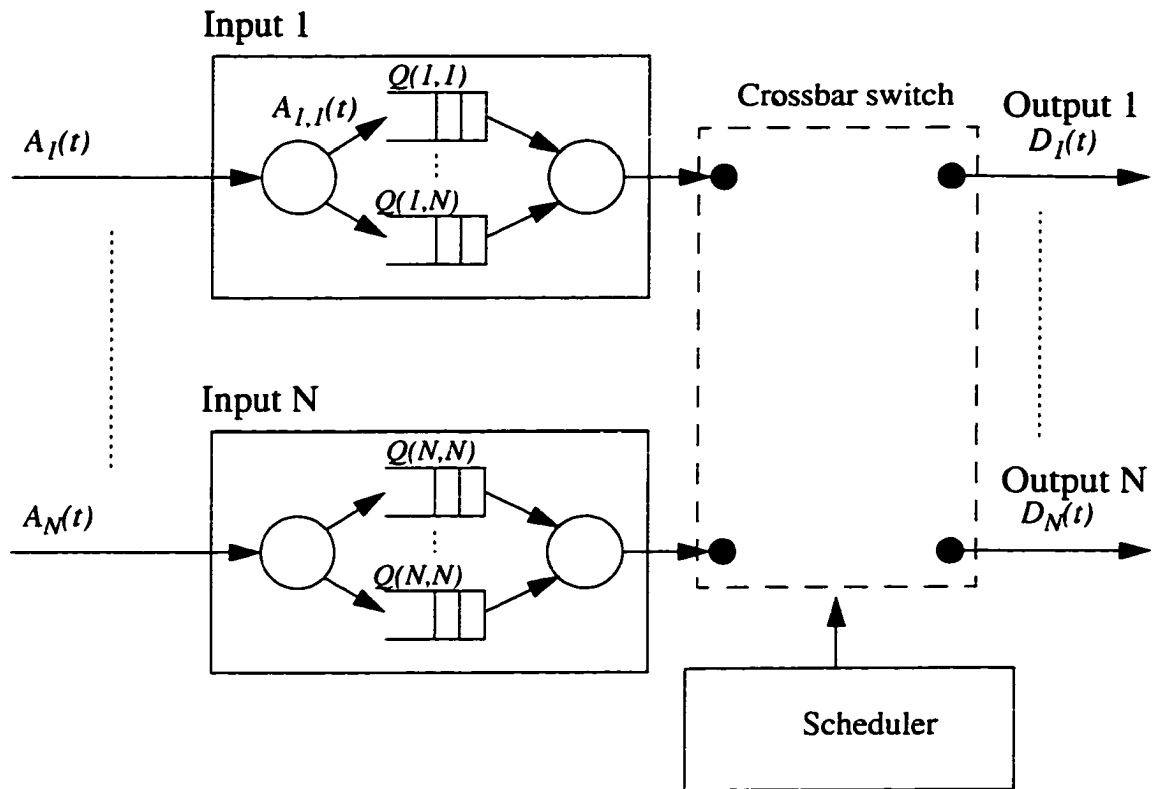 Input 1
Q(1,1)
A1,1(t)
A1(t)
Q(1,N)
Crossbar switch
Output 1
D1(t)
Input N
Q(N,N)
AN(t)
Q(N,N)
Output N
DN(t)
Scheduler